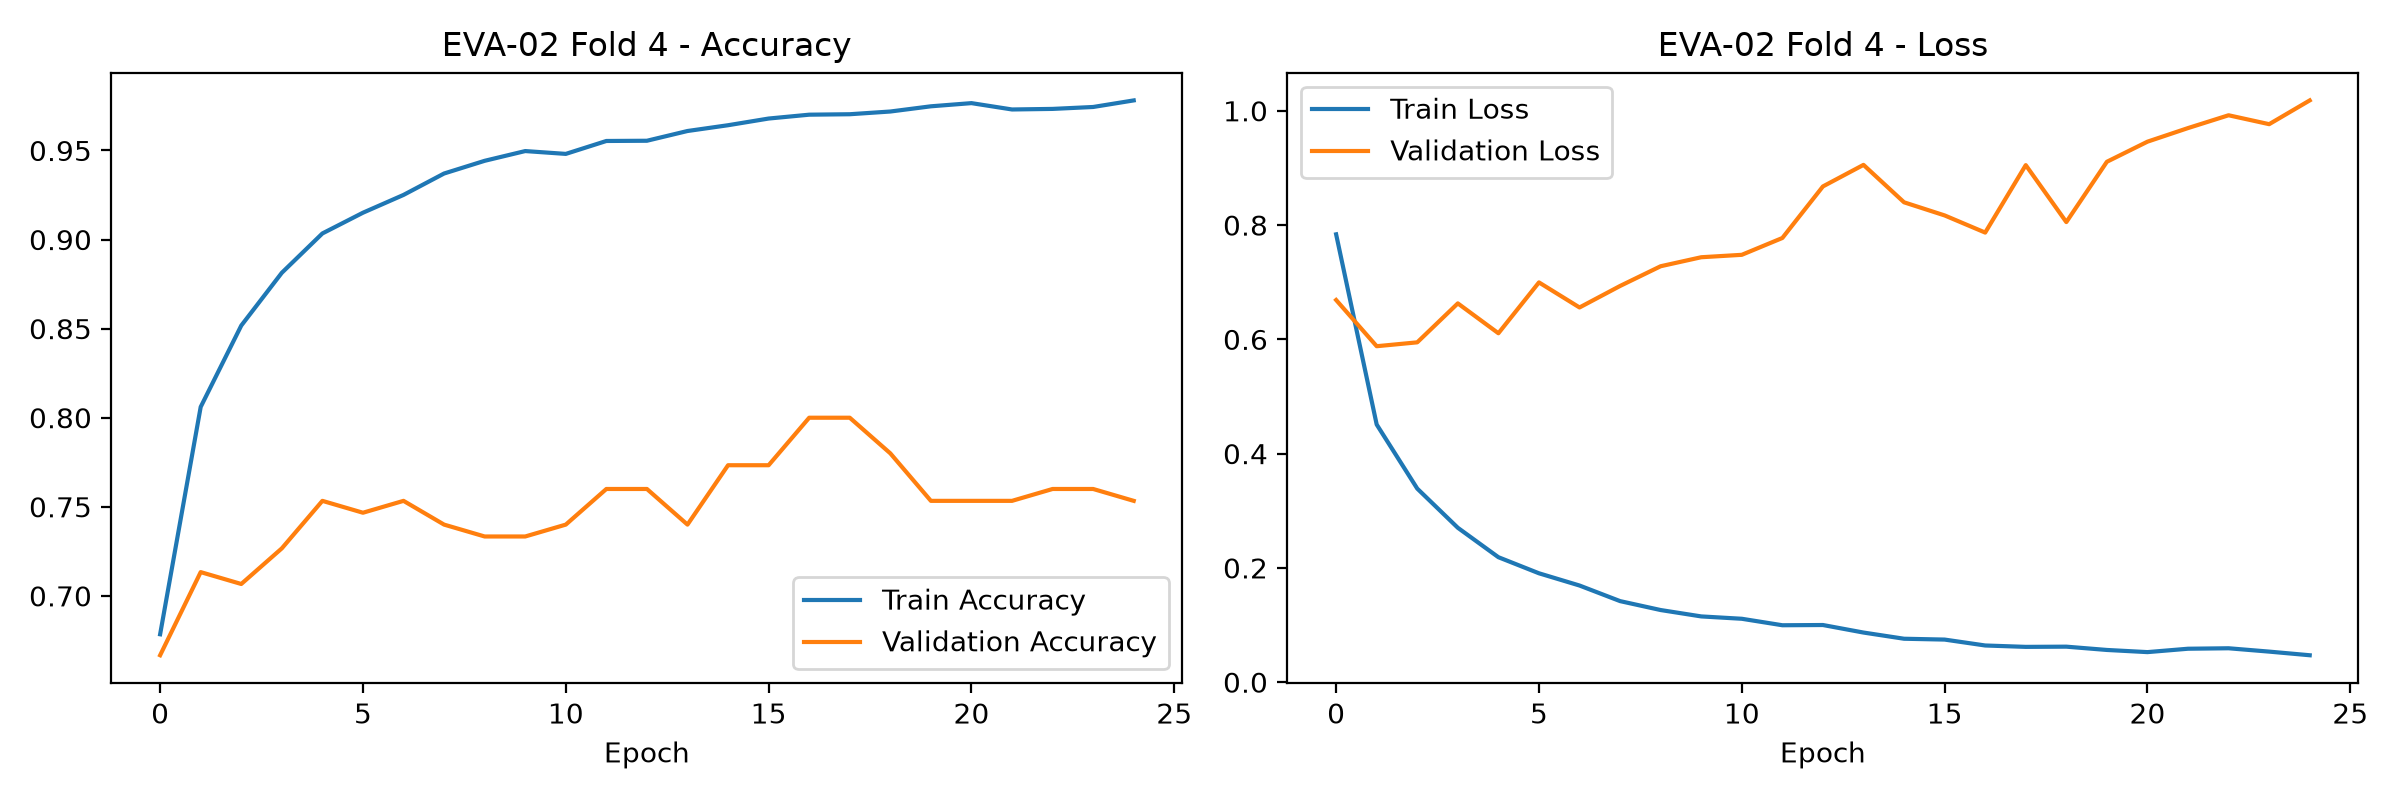 EVA-02 Fold 4 - Accuracy
0.95
0.90
0.85
0.80
0.75
0.70
Train Accuracy
Validation Accuracy
0 5 10 15 20 25
Epoch
EVA-02 Fold 4 - Loss
Train Loss
Validation Loss
1.0
0.8
0.6
0.4
0.2
0.0
0 5 10 15 20 25
Epoch